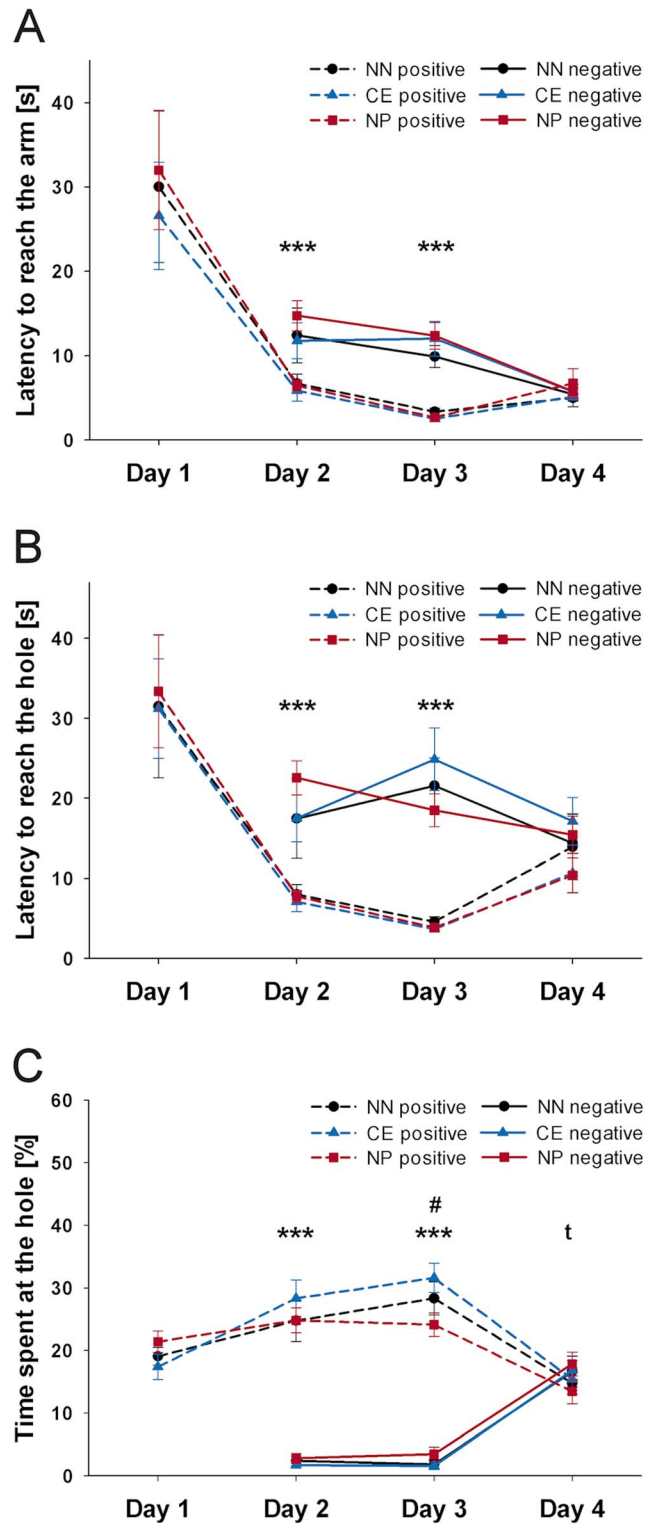 A
Latency to reach the arm [s]
NN positive NN negative
CE positive CE negative
NP positive NP negative
40
30
20
10
0
*** ***
Day 1 Day 2 Day 3 Day 4
B
Latency to reach the hole [s]
NN positive NN negative
CE positive CE negative
NP positive NP negative
40
30
20
10
0
*** ***
Day 1 Day 2 Day 3 Day 4
C
Time spent at the hole [%]
NN positive NN negative
CE positive CE negative
NP positive NP negative
60
50
40
30
20
10
0
#
*** *** t
Day 1 Day 2 Day 3 Day 4